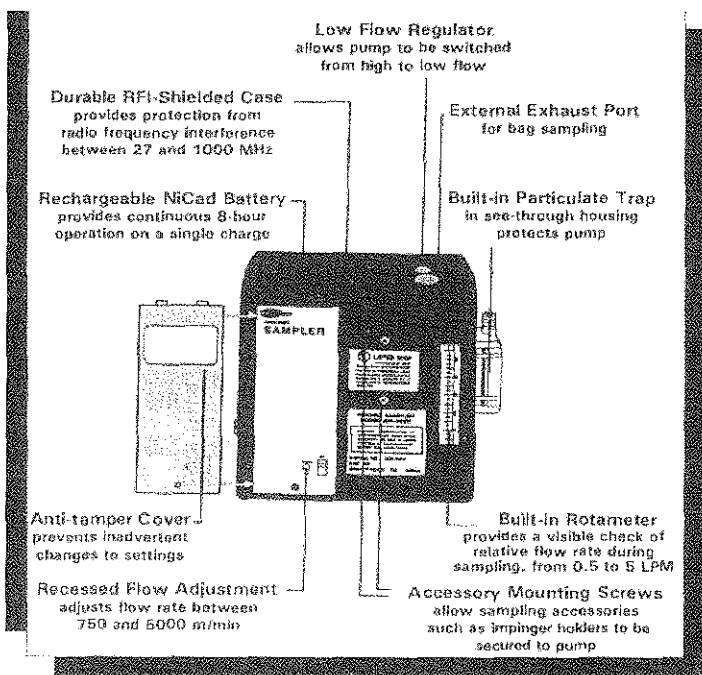 Low Flow Regulator
allows pump to be switched
from high to low flow
Durable RFI-Shielded Case
provides protection from
radio frequency interference
between 27 and 1000 MHz
External Exhaust Port
for bag sampling
Rechargeable NiCad Battery
provides continuous 8-hour
operation on a single charge
Built-in Particulate Trap
in see-through housing
protects pump
SAMPLER
Anti-tamper Cover
prevents inadvertent
changes to settings
Built-in Rotameter
provides a visible check of
relative flow rate during
sampling, from 0.5 to 5 LPM
Recessed Flow Adjustment
adjusts flow rate between
750 and 5000 m/min
Accessory Mounting Screws
allow sampling accessories
such as impinger holders to be
secured to pump